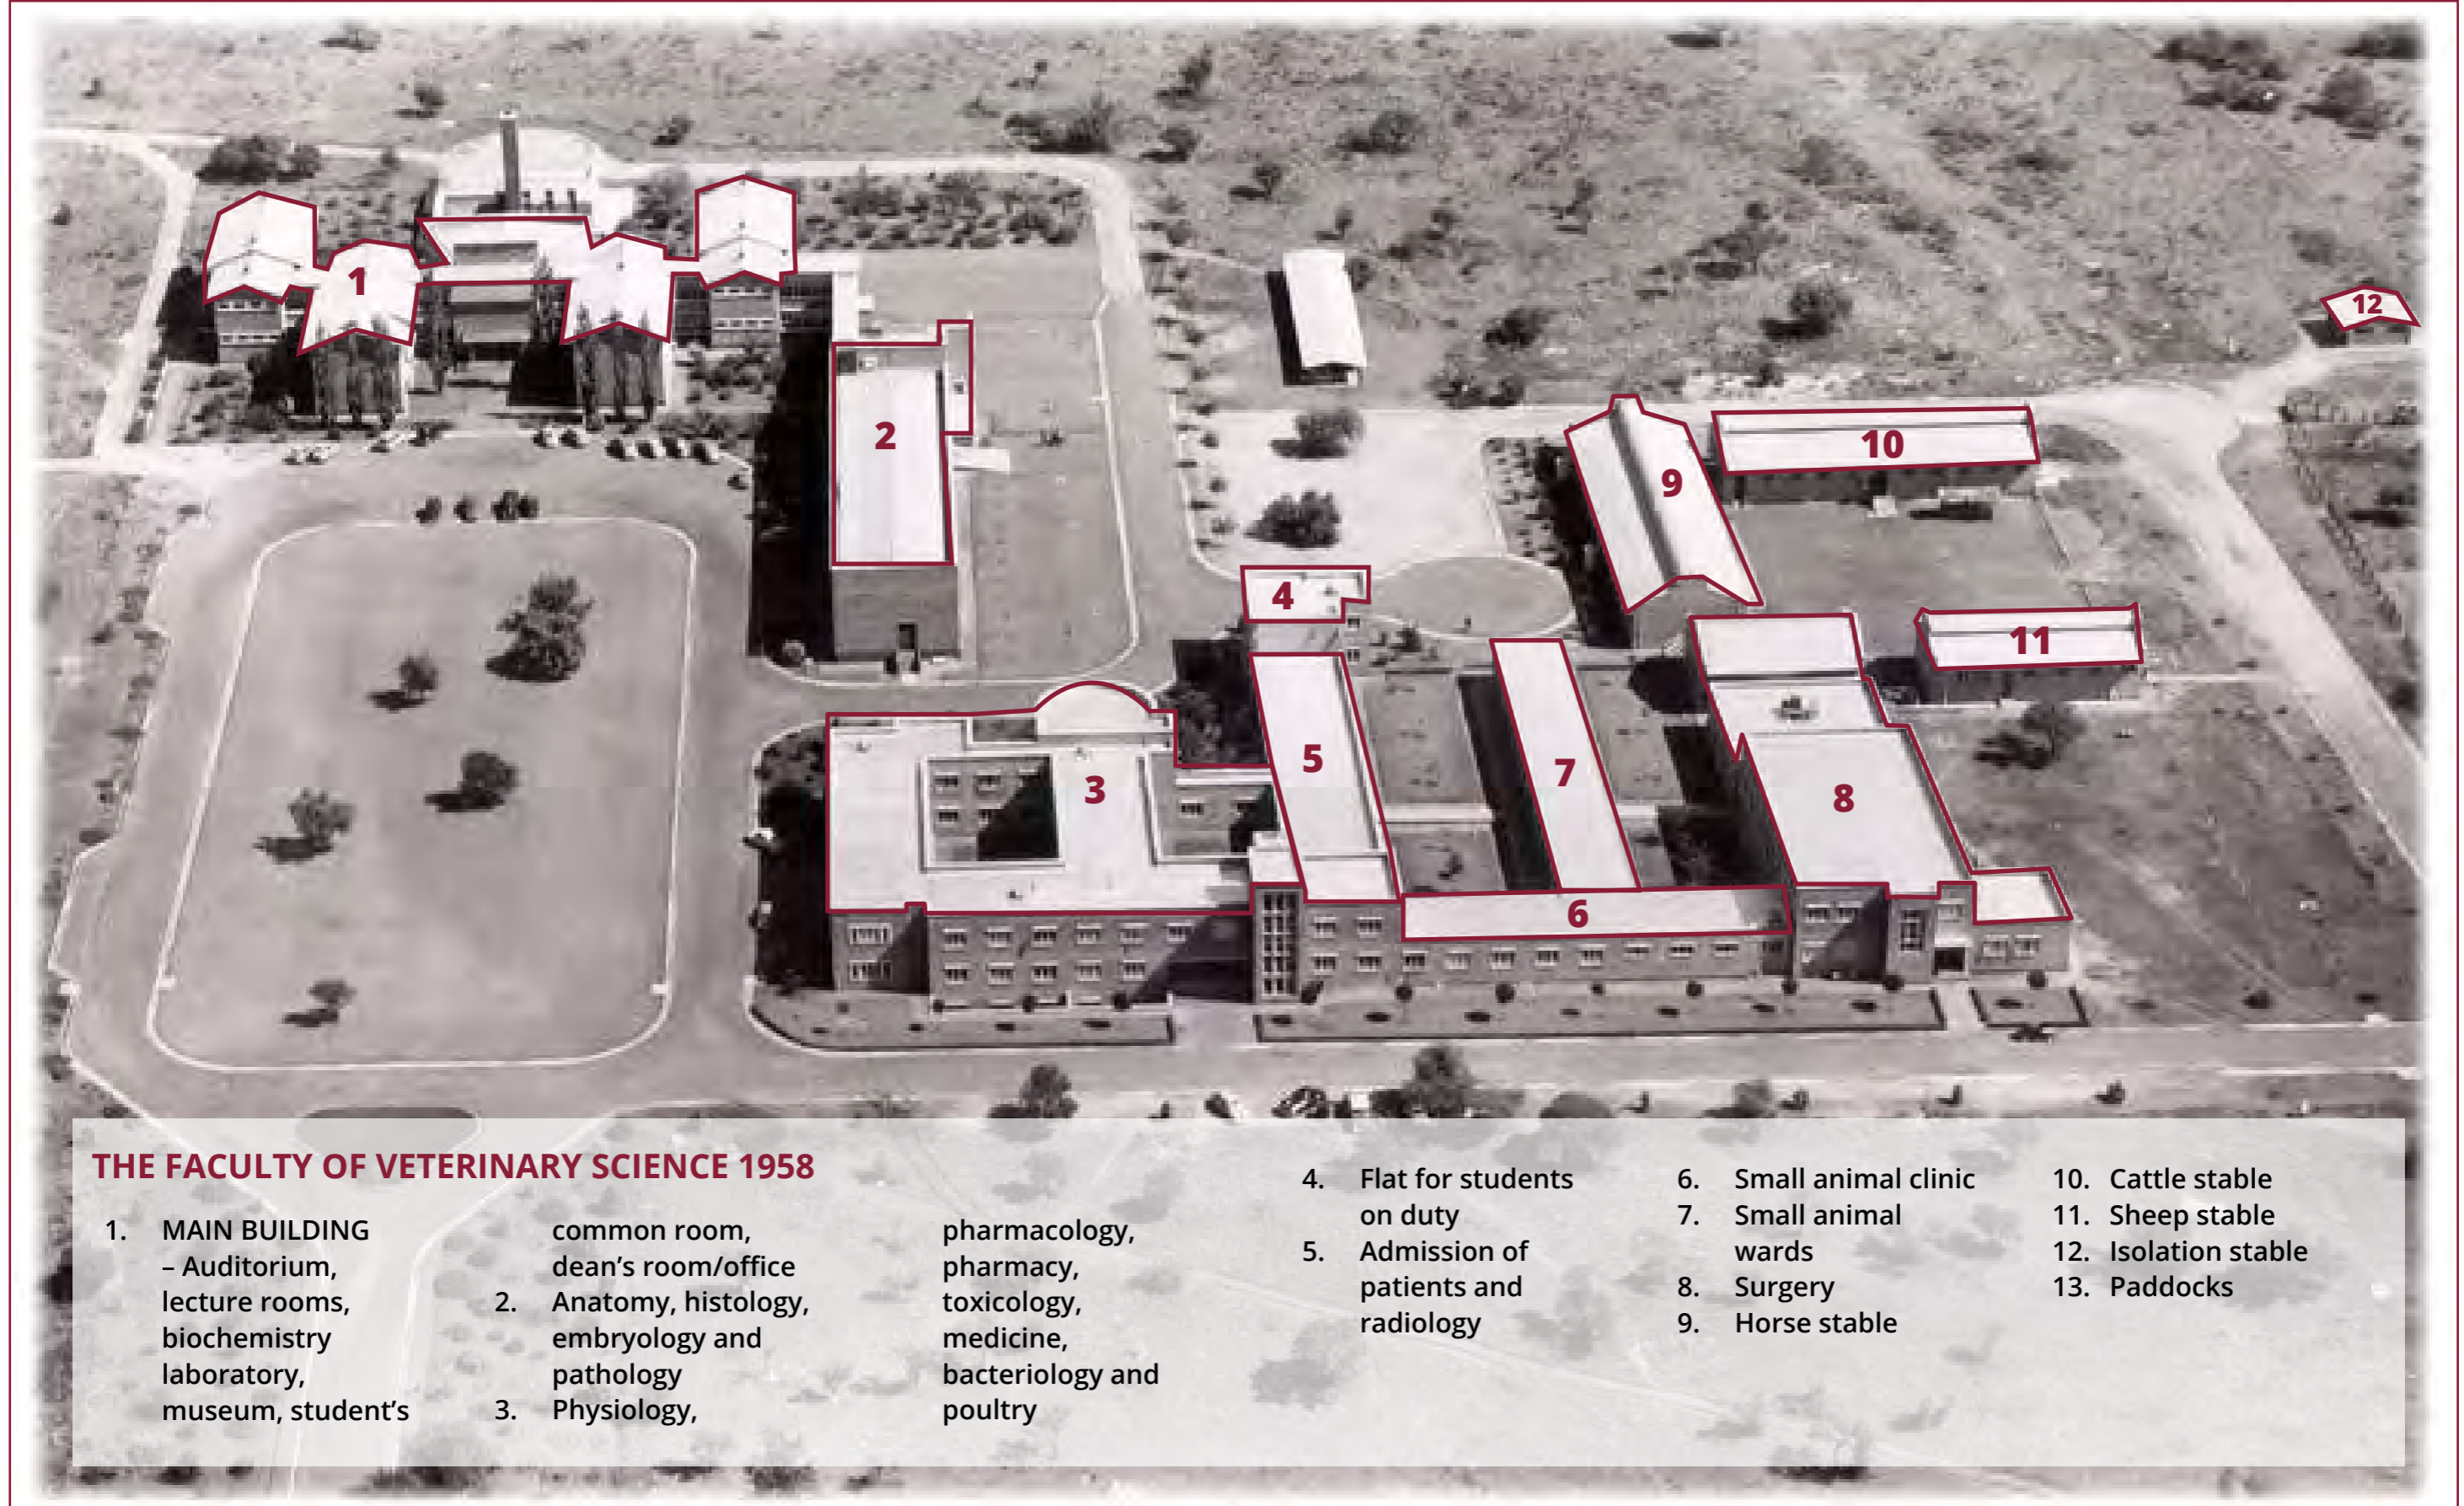 1
2
3
4
5
6
7
8
9
10
11
12
THE FACULTY OF VETERINARY SCIENCE 1958
1. MAIN BUILDING
– Auditorium,
lecture rooms,
biochemistry
laboratory,
museum, student’s
common room,
dean’s room/office
2. Anatomy, histology,
embryology and
pathology
3. Physiology,
pharmacology,
pharmacy,
toxicology,
medicine,
bacteriology and
poultry
4. Flat for students
on duty
5. Admission of
patients and
radiology
6. Small animal clinic
7. Small animal
wards
8. Surgery
9. Horse stable
10. Cattle stable
11. Sheep stable
12. Isolation stable
13. Paddocks